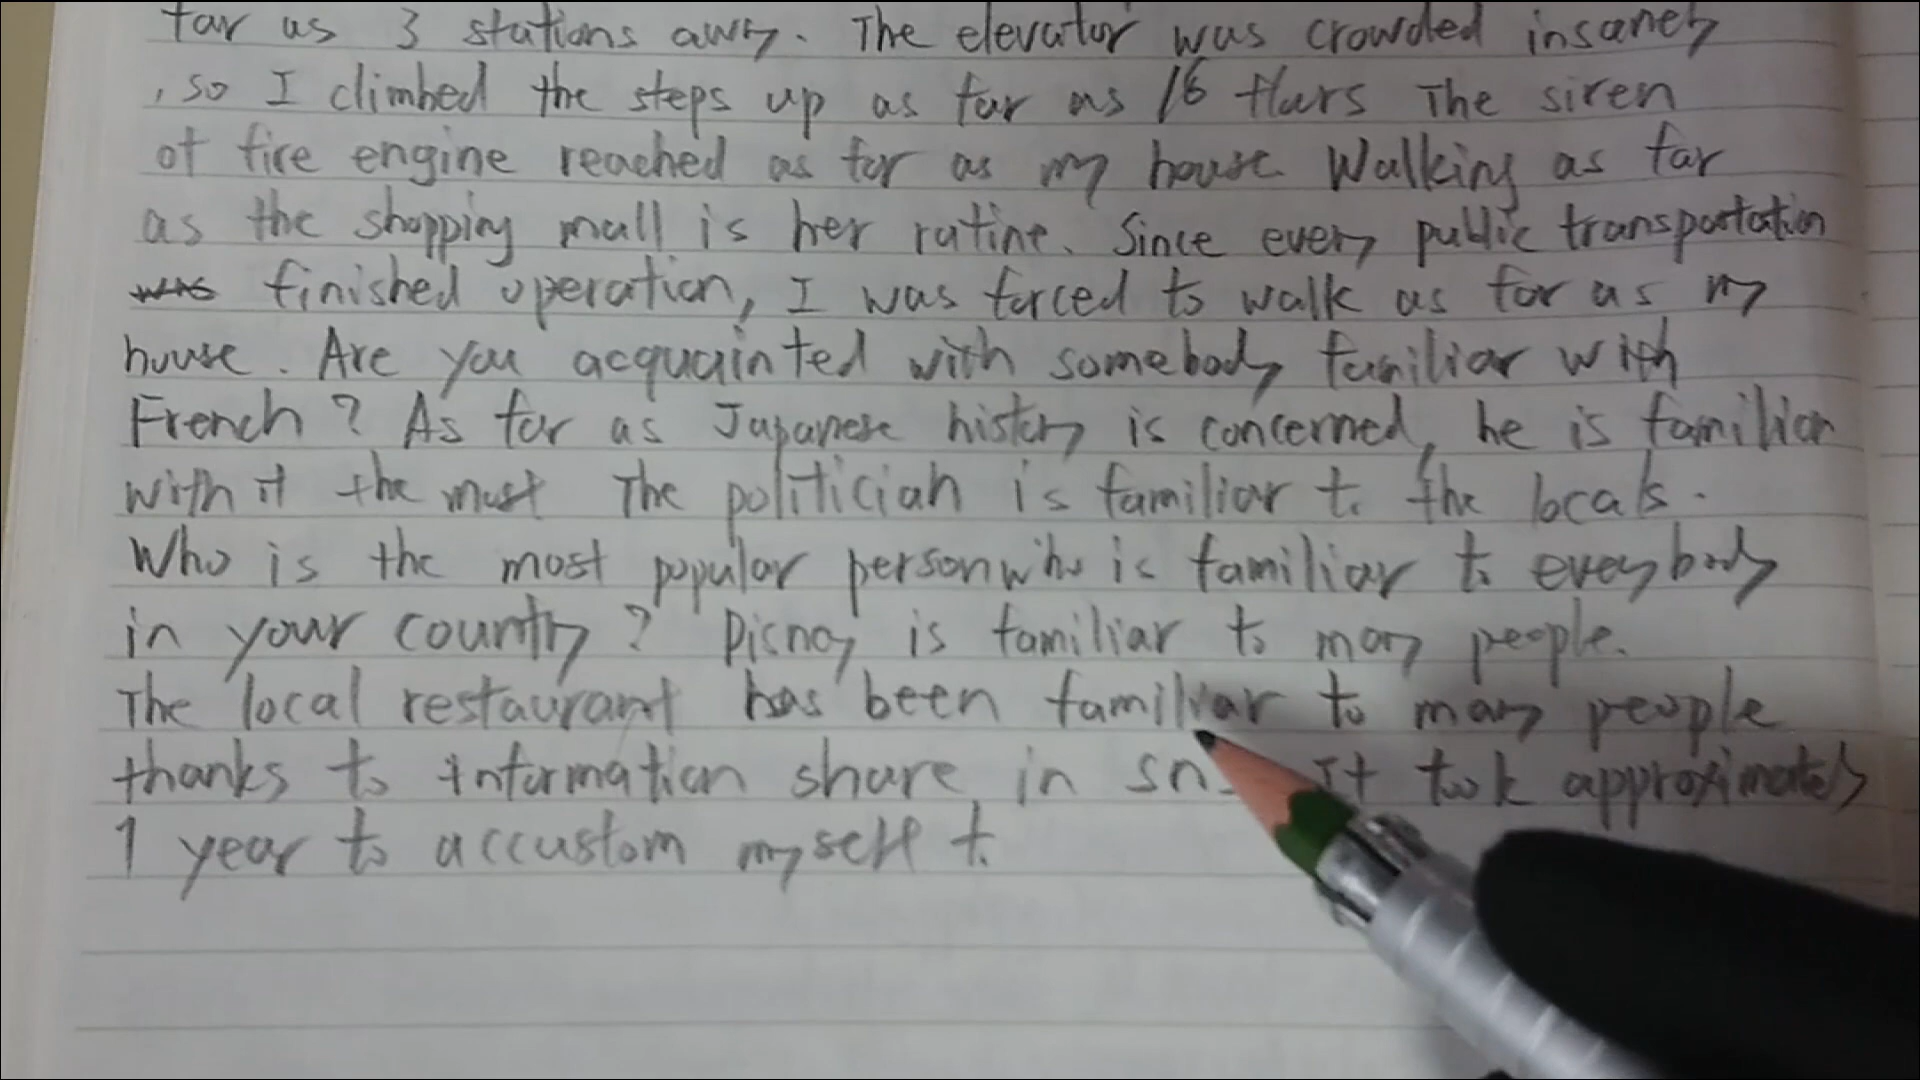 far as 3 stations away. The elevator was crowded insanely
, so I climbed the steps up as far as 16 flurs The siren
of fire engine reached as far as my house. Walking as far
as the shopping mall is her rutine. Since every public transportation
finished operation, I was forced to walk as far as my
house. Are you acquainted with somebody familiar with
French? As far as Japanese history is concerned, he is familiar
with it the most The politician is familiar to the locals.
Who is the most popular person who is familiar to everybody
in your country? Disney is familiar to many people.
The local restaurant has been familiar to many people
thanks to information share in sns It took approximately
1 year to accustom myself t.